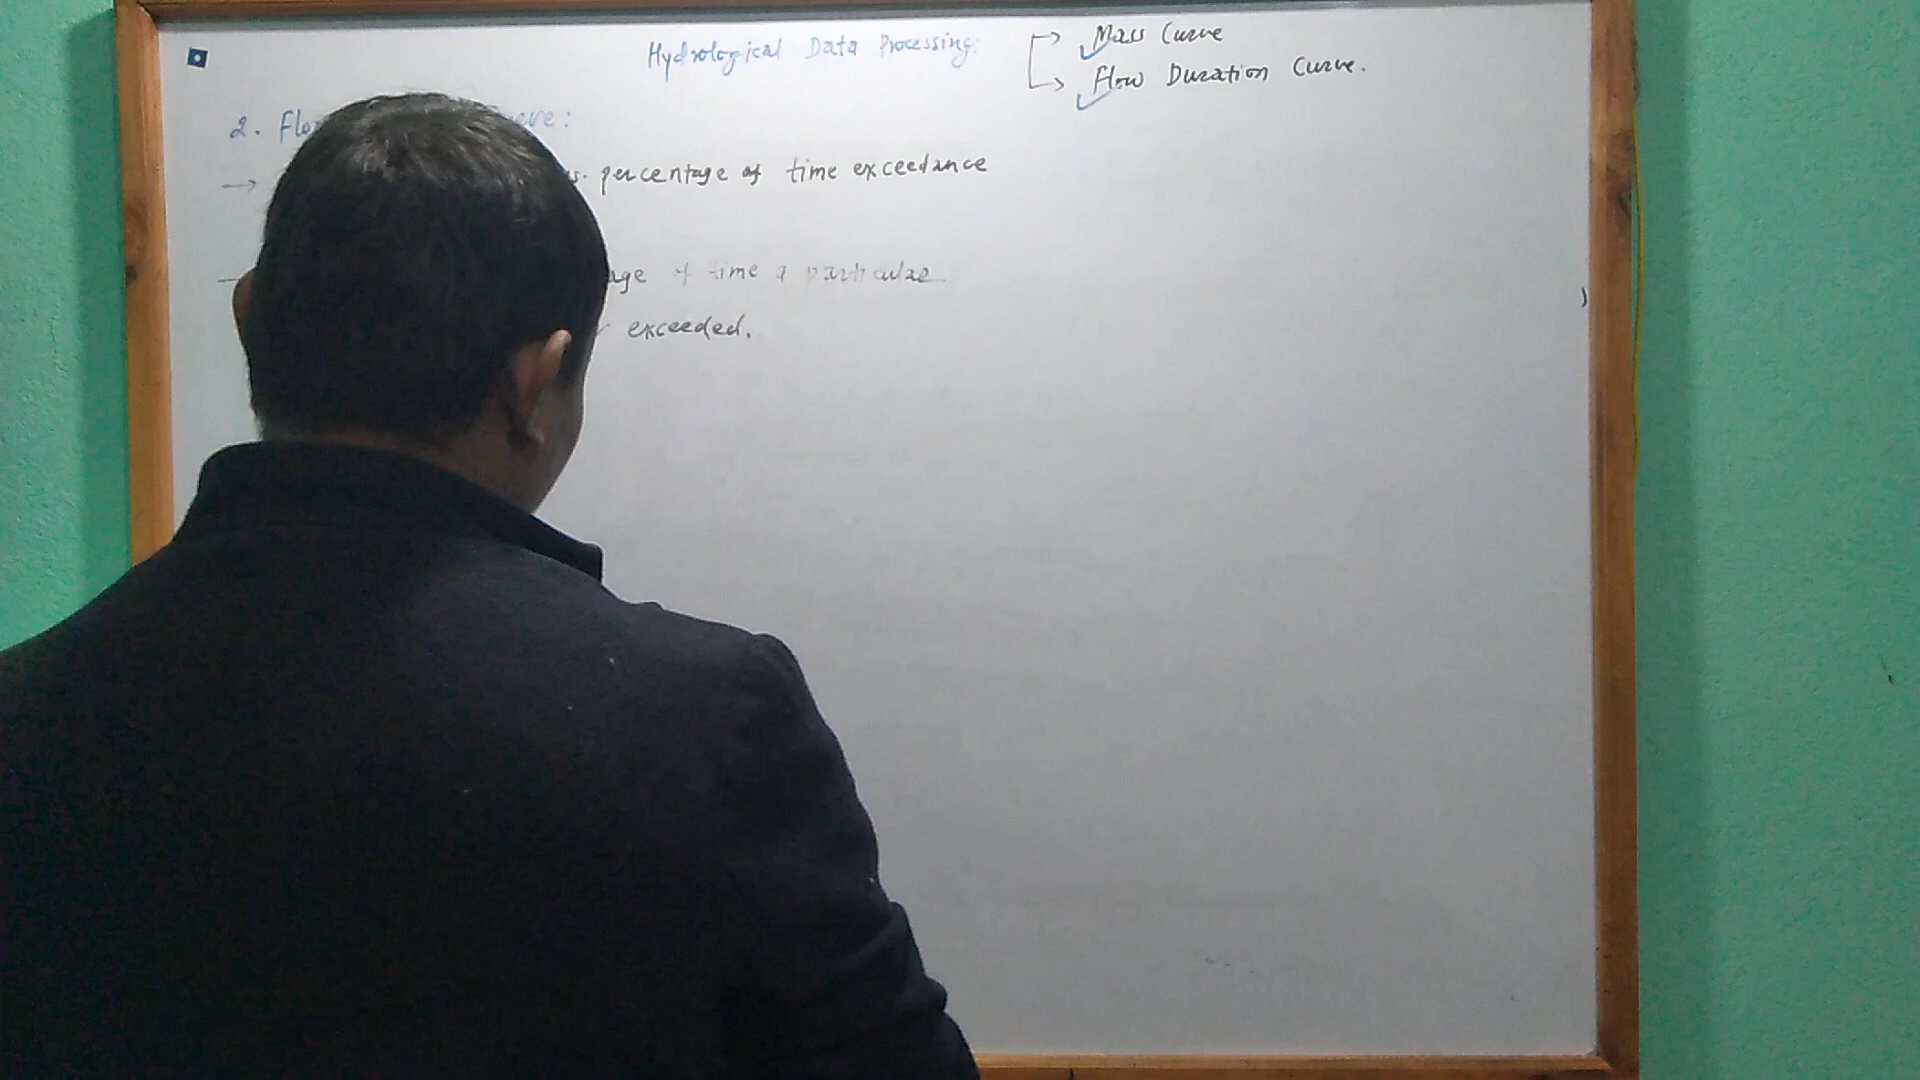 Hydrological Data Processing:
→ Mass Curve
→ Flow Duration Curve.
2. Flo
→ percentage of time exceedance
age of time a particular
exceeded.